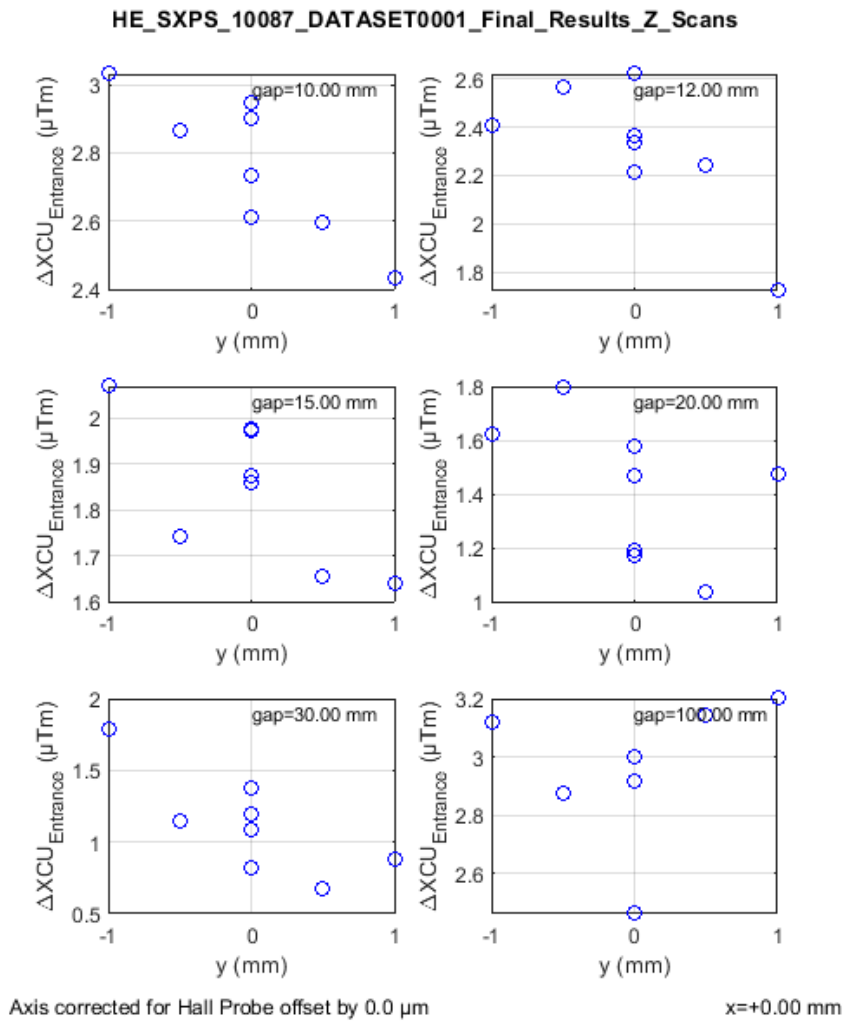 HE_SXPS_10087_DATASET0001_Final_Results_Z_Scans
gap=10.00 mm
3
2.8
2.6
2.4
ΔXCU_Entrance (µTm)
-1 0 1
y (mm)
gap=12.00 mm
2.6
2.4
2.2
2
1.8
ΔXCU_Entrance (µTm)
-1 0 1
y (mm)
gap=15.00 mm
2
1.9
1.8
1.7
1.6
ΔXCU_Entrance (µTm)
-1 0 1
y (mm)
gap=20.00 mm
1.8
1.6
1.4
1.2
1
ΔXCU_Entrance (µTm)
-1 0 1
y (mm)
gap=30.00 mm
2
1.5
1
0.5
ΔXCU_Entrance (µTm)
-1 0 1
y (mm)
gap=100.00 mm
3.2
3
2.8
2.6
ΔXCU_Entrance (µTm)
-1 0 1
y (mm)
Axis corrected for Hall Probe offset by 0.0 µm
x=+0.00 mm